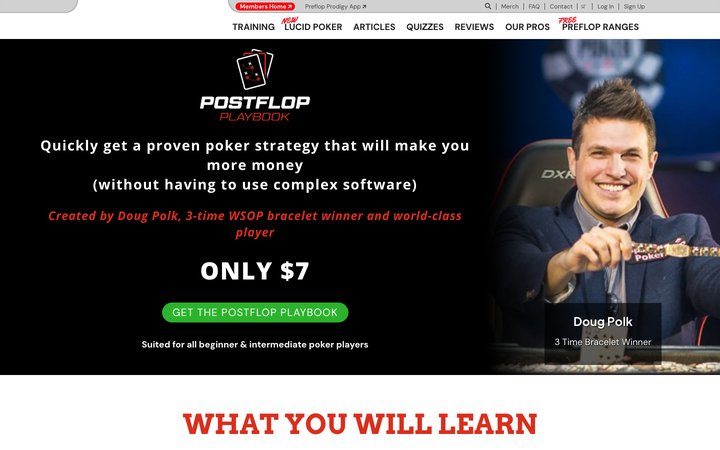 Members Home
Preflop Prodigy App
Merch | FAQ | Contact | Log In | Sign Up
TRAINING NEW LUCID POKER ARTICLES QUIZZES REVIEWS OUR PROS FREE PREFLOP RANGES
POSTFLOP
PLAYBOOK
Quickly get a proven poker strategy that will make you
more money
(without having to use complex software)
Created by Doug Polk, 3-time WSOP bracelet winner and world-class
player
ONLY $7
GET THE POSTFLOP PLAYBOOK
Suited for all beginner & intermediate poker players
DXR
Poker
Doug Polk
3 Time Bracelet Winner
WHAT YOU WILL LEARN